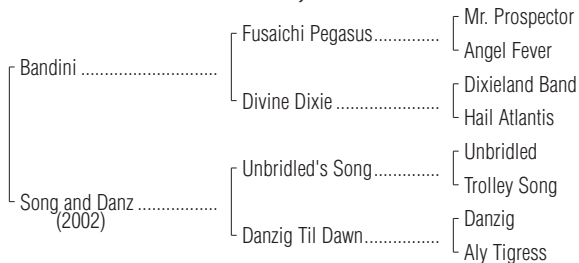 Mr. Prospector
Fusaichi Pegasus..............
Angel Fever
Bandini .............................
Dixieland Band
Divine Dixie ......................
Hail Atlantis
Unbridled
Unbridled's Song..............
Trolley Song
Song and Danz .................
(2002)
Danzig
Danzig Til Dawn................
Aly Tigress